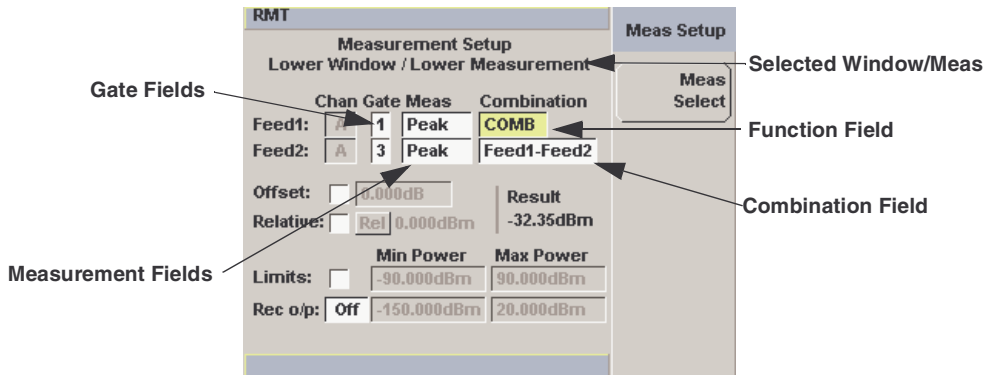 RMT
Meas Setup
Measurement Setup
Lower Window / Lower Measurement
Selected Window/Meas
Meas
Select
Gate Fields
Chan Gate Meas Combination
Feed1: A 1 Peak COMB
Function Field
Feed2: A 3 Peak Feed1-Feed2
Offset: 0.000dB
Result
Relative: Rel 0.000dBm -32.35dBm
Combination Field
Min Power Max Power
Measurement Fields
Limits: -90.000dBm 90.000dBm
Rec o/p: Off -150.000dBm 20.000dBm